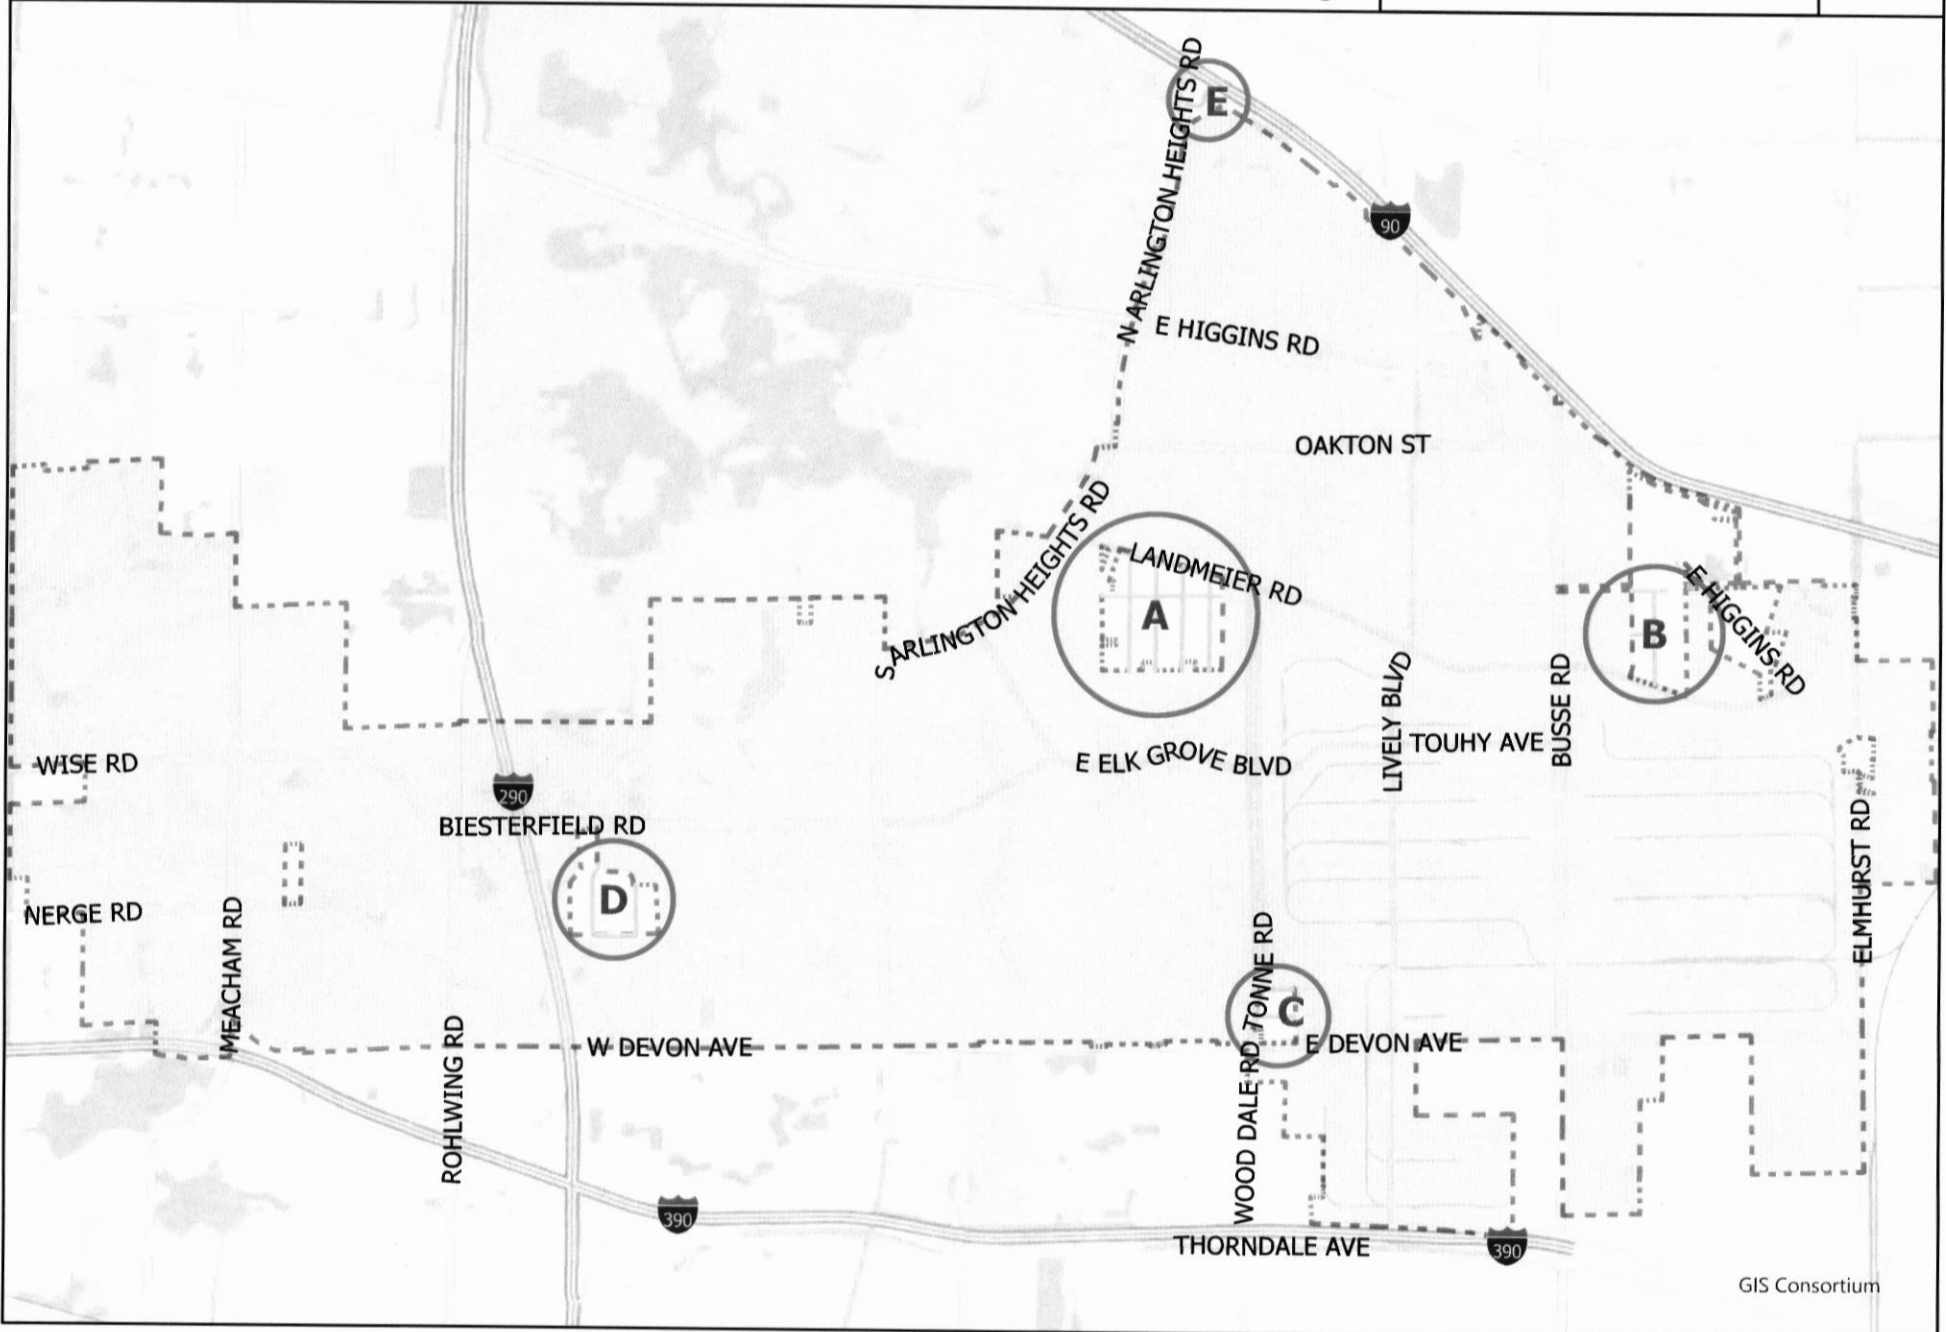 N ARLINGTON HEIGHTS RD
E
90
E HIGGINS RD
OAKTON ST
S ARLINGTON HEIGHTS RD
LANDMEIER RD
A
E HIGGINS RD
B
LIVELY BLVD
BUSSE RD
TOUHY AVE
E ELK GROVE BLVD
WISE RD
290
BIESTERFIELD RD
D
NERGE RD
MEACHAM RD
ELMHURST RD
TONNE RD
C
W DEVON AVE
E DEVON AVE
ROHLWING RD
WOOD DALE RD
390
THORNDALE AVE
390
GIS Consortium